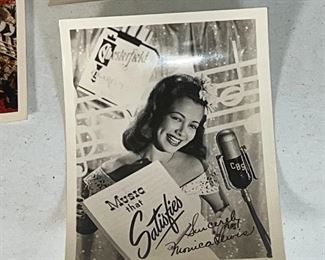 Chesterfield
CBS
Music
that
Satisfies
Sincerely
Monica Lewis